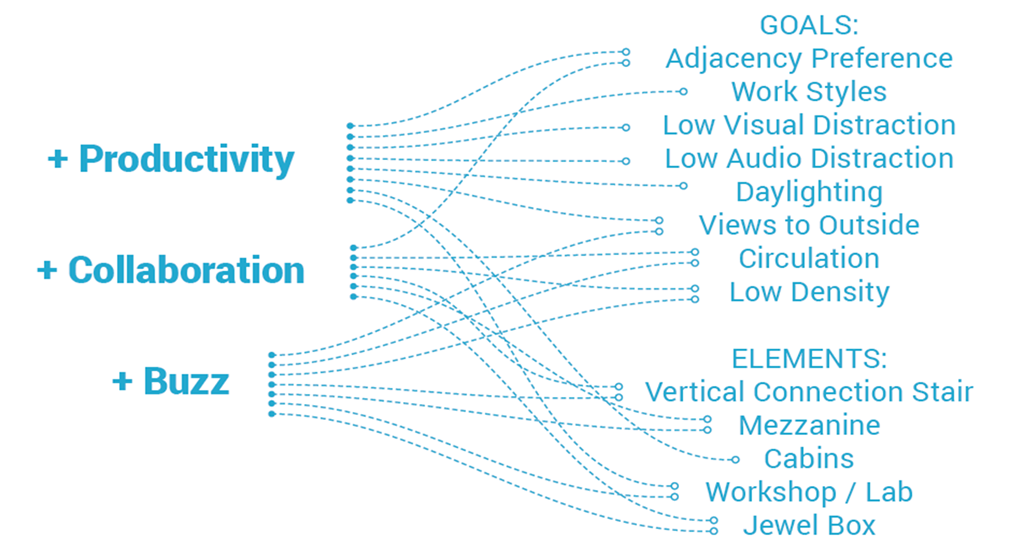 + Productivity
+ Collaboration
+ Buzz
GOALS:
Adjacency Preference
Work Styles
Low Visual Distraction
Low Audio Distraction
Daylighting
Views to Outside
Circulation
Low Density
ELEMENTS:
Vertical Connection Stair
Mezzanine
Cabins
Workshop / Lab
Jewel Box